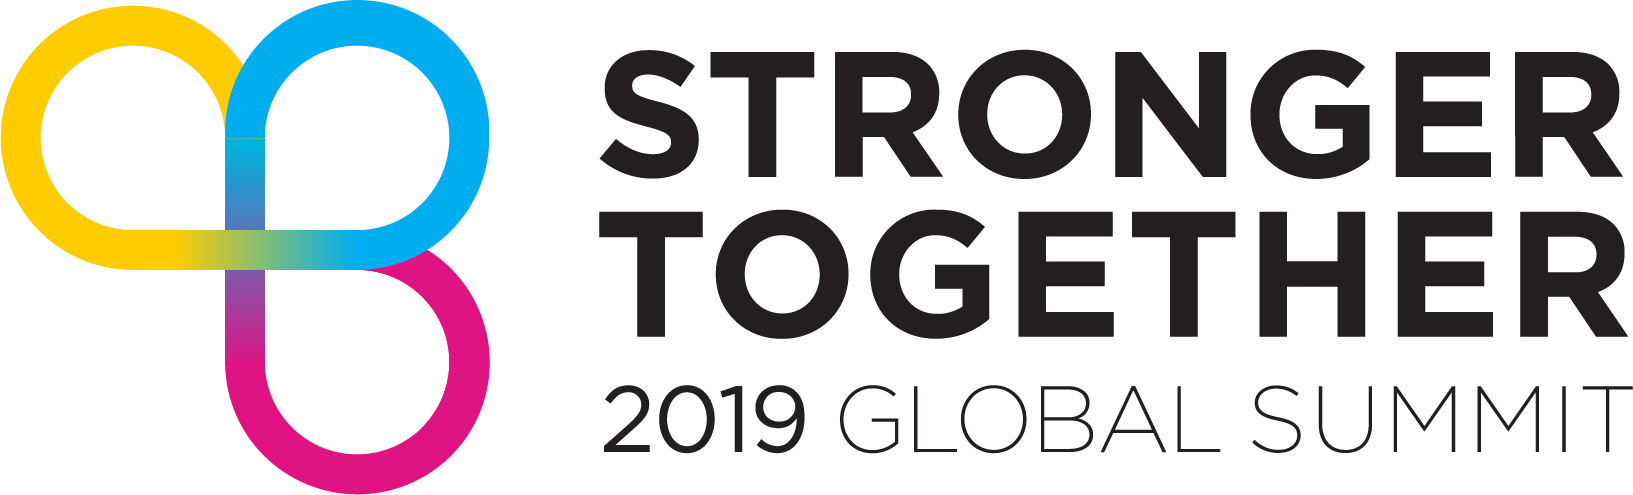 STRONGER
TOGETHER
2019 GLOBAL SUMMIT